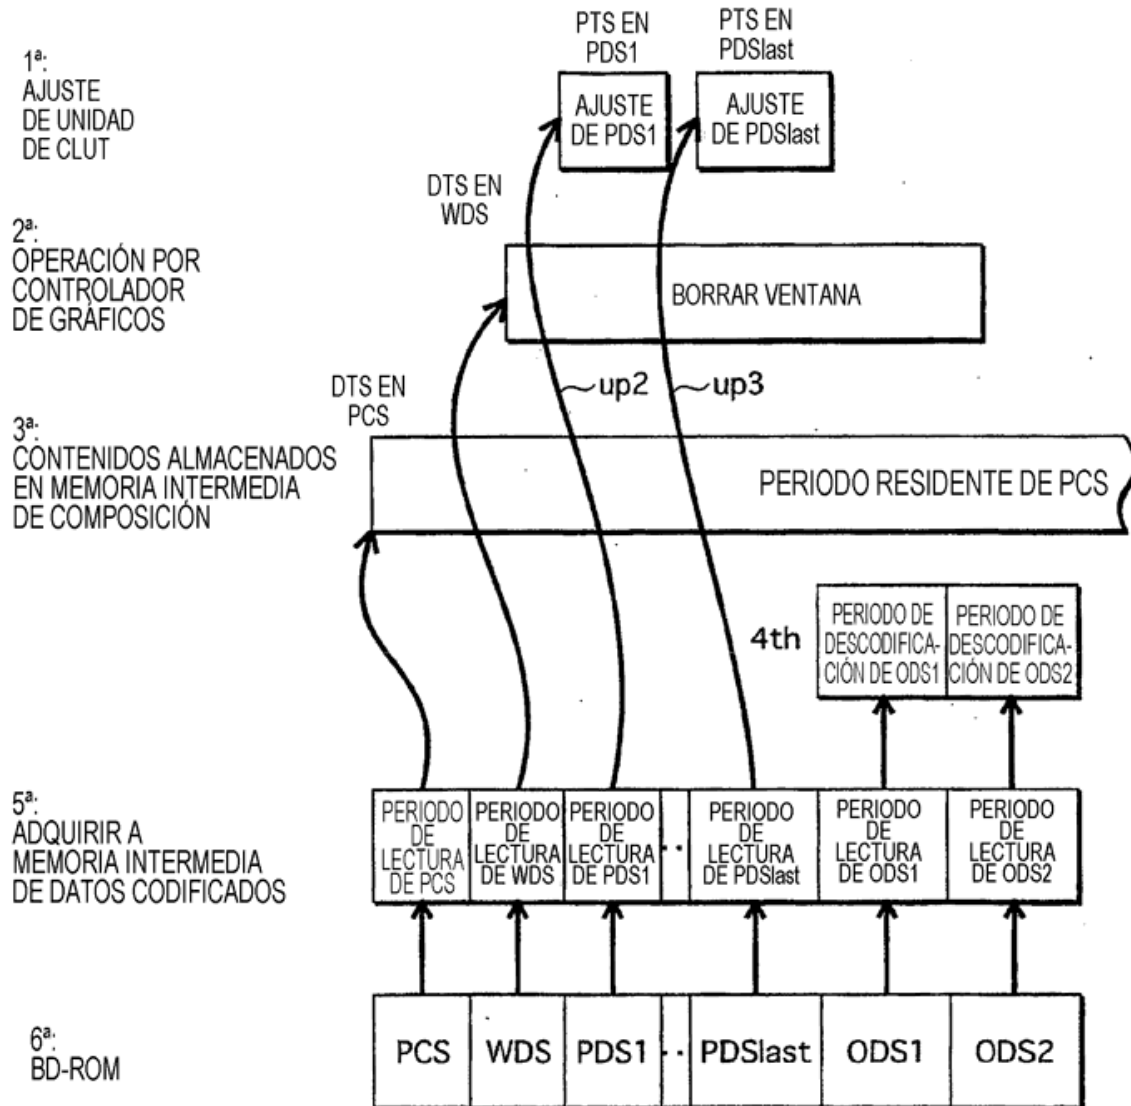 PTS EN
PDS1
PTS EN
PDSlast
1ª:
AJUSTE
DE UNIDAD
DE CLUT
AJUSTE
DE PDS1
AJUSTE
DE PDSlast
DTS EN
WDS
2ª:
OPERACIÓN POR
CONTROLADOR
DE GRÁFICOS
BORRAR VENTANA
up2
up3
DTS EN
PCS
3ª:
CONTENIDOS ALMACENADOS
EN MEMORIA INTERMEDIA
DE COMPOSICIÓN
PERIODO RESIDENTE DE PCS
4th
PERIODO DE
DESCODIFICA-
CIÓN DE ODS1
PERIODO DE
DESCODIFICA-
CIÓN DE ODS2
5ª:
ADQUIRIR A
MEMORIA INTERMEDIA
DE DATOS CODIFICADOS
PERIODO
DE
LECTURA
DE PCS
PERIODO
DE
LECTURA
DE WDS
PERIODO
DE
LECTURA
DE PDS1
··
PERIODO
DE
LECTURA
DE PDSlast
PERIODO
DE
LECTURA
DE ODS1
PERIODO
DE
LECTURA
DE ODS2
6ª:
BD-ROM
PCS
WDS
PDS1
··
PDSlast
ODS1
ODS2